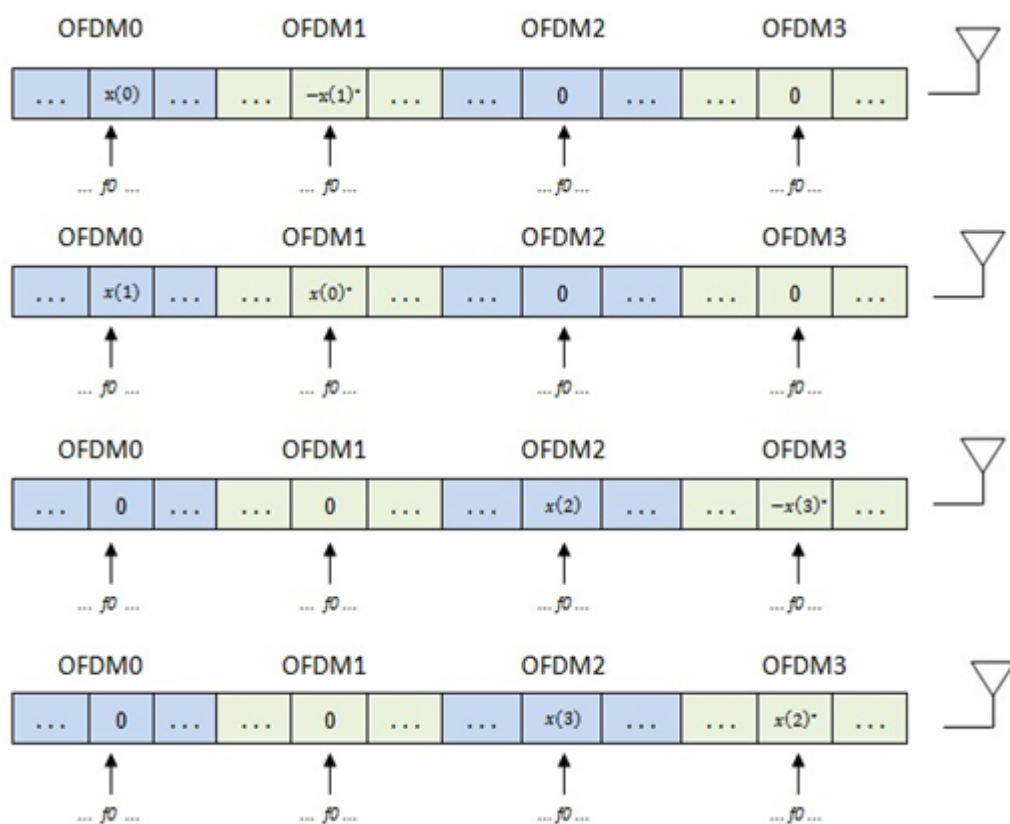 OFDM0 OFDM1 OFDM2 OFDM3
... x(0) ... ... −x(1)* ... ... 0 ... ... 0 ...
... f0 ... ... f0 ... ... f0 ... ... f0 ...
OFDM0 OFDM1 OFDM2 OFDM3
... x(1) ... ... x(0)* ... ... 0 ... ... 0 ...
... f0 ... ... f0 ... ... f0 ... ... f0 ...
OFDM0 OFDM1 OFDM2 OFDM3
... 0 ... ... 0 ... ... x(2) ... ... −x(3)* ...
... f0 ... ... f0 ... ... f0 ... ... f0 ...
OFDM0 OFDM1 OFDM2 OFDM3
... 0 ... ... 0 ... ... x(3) ... ... x(2)* ...
... f0 ... ... f0 ... ... f0 ... ... f0 ...